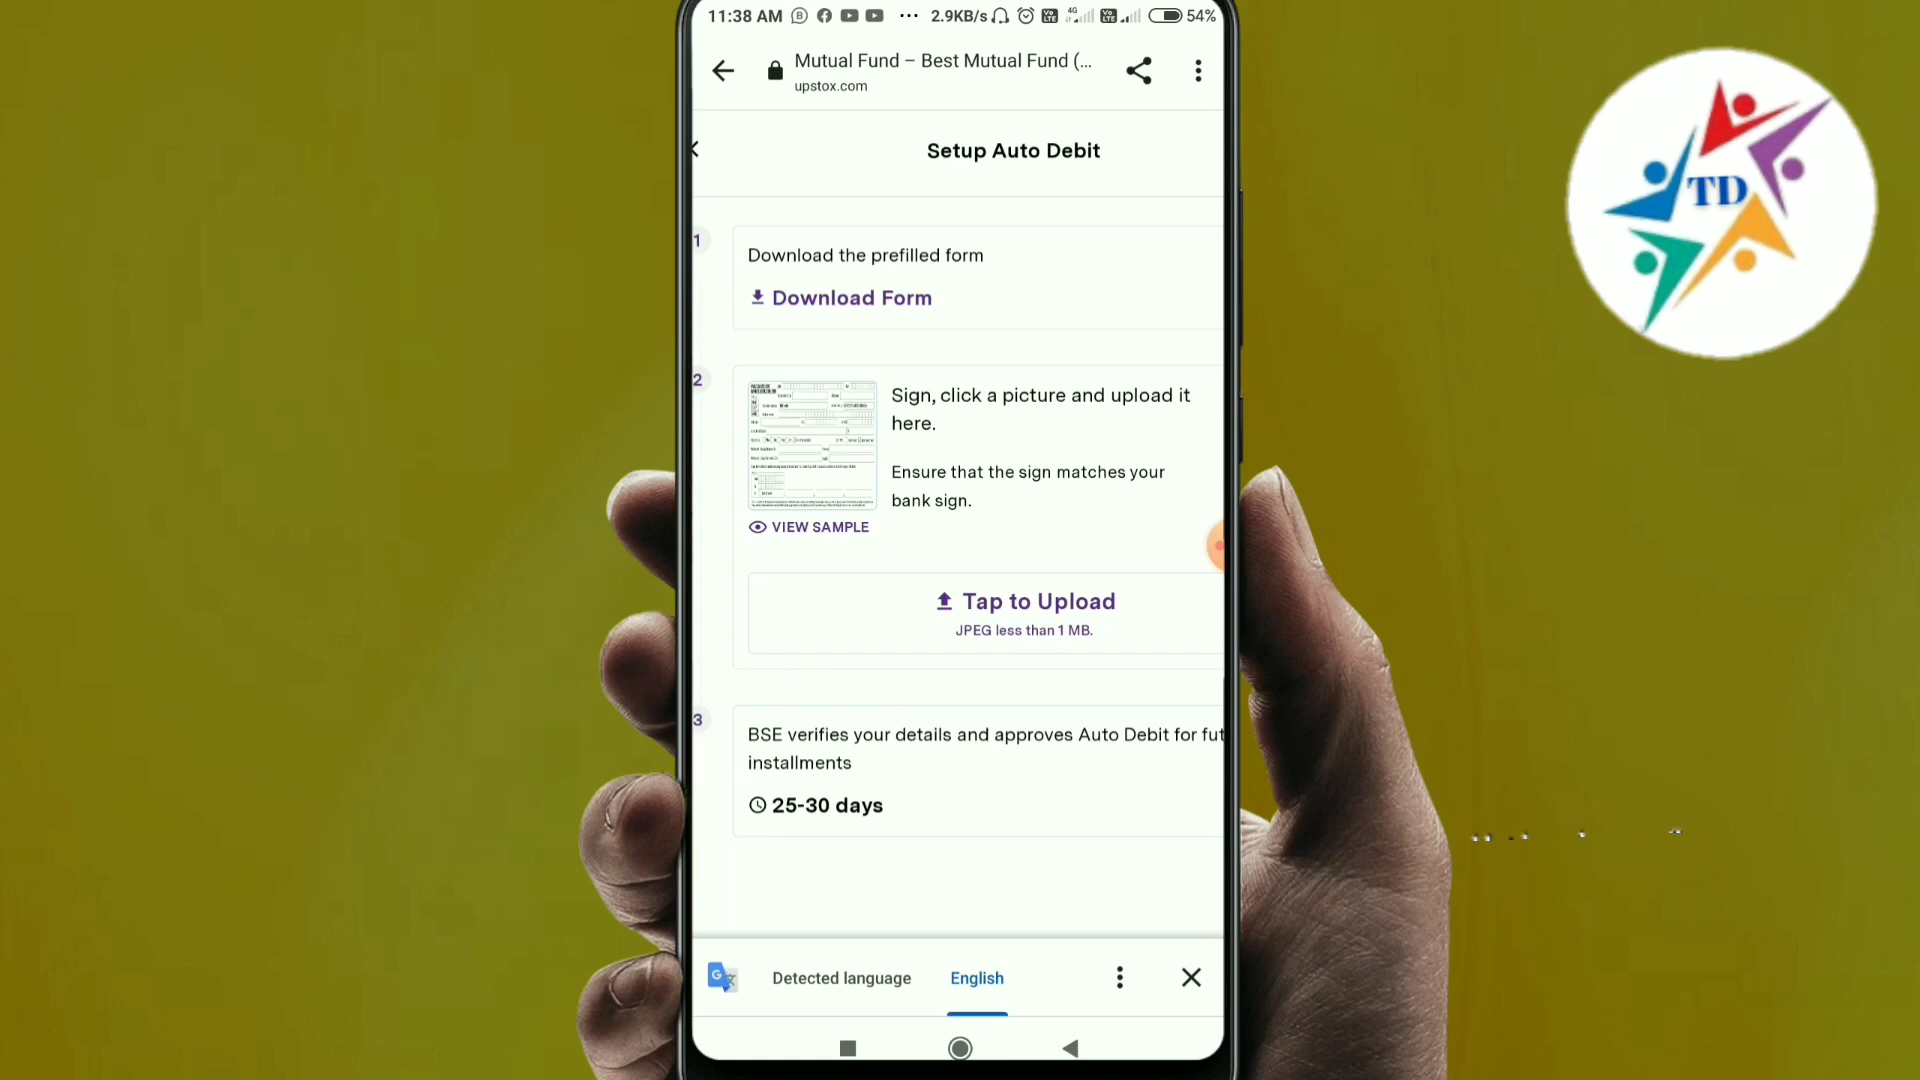 11:38 AM 2.9KB/s 4G 54%
Mutual Fund – Best Mutual Fund (...
upstox.com
Setup Auto Debit
TD
1
Download the prefilled form
Download Form
2
Sign, click a picture and upload it
here.
Ensure that the sign matches your
bank sign.
VIEW SAMPLE
Tap to Upload
JPEG less than 1 MB.
3
BSE verifies your details and approves Auto Debit for fut
installments
25-30 days
Detected language English